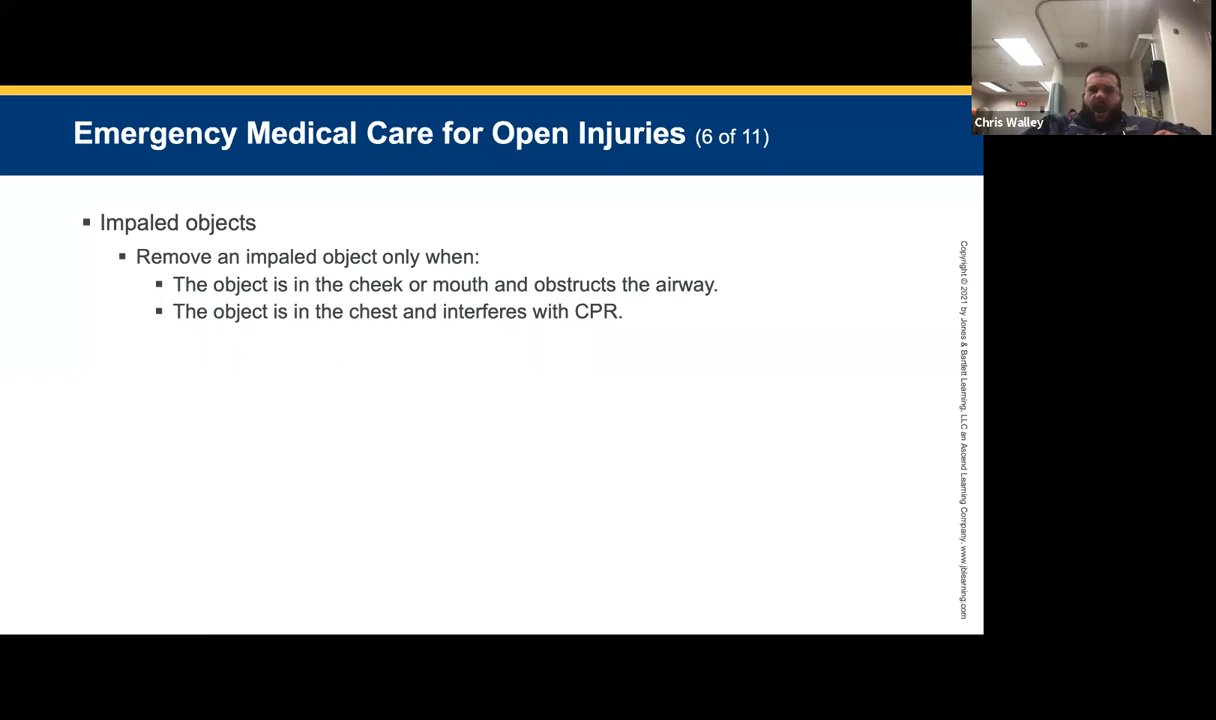 Emergency Medical Care for Open Injuries (6 of 11)
Chris Walley
▪ Impaled objects
▪ Remove an impaled object only when:
▪ The object is in the cheek or mouth and obstructs the airway.
▪ The object is in the chest and interferes with CPR.
Copyright © 2021 by Jones & Bartlett Learning, LLC an Ascend Learning Company. www.jblearning.com